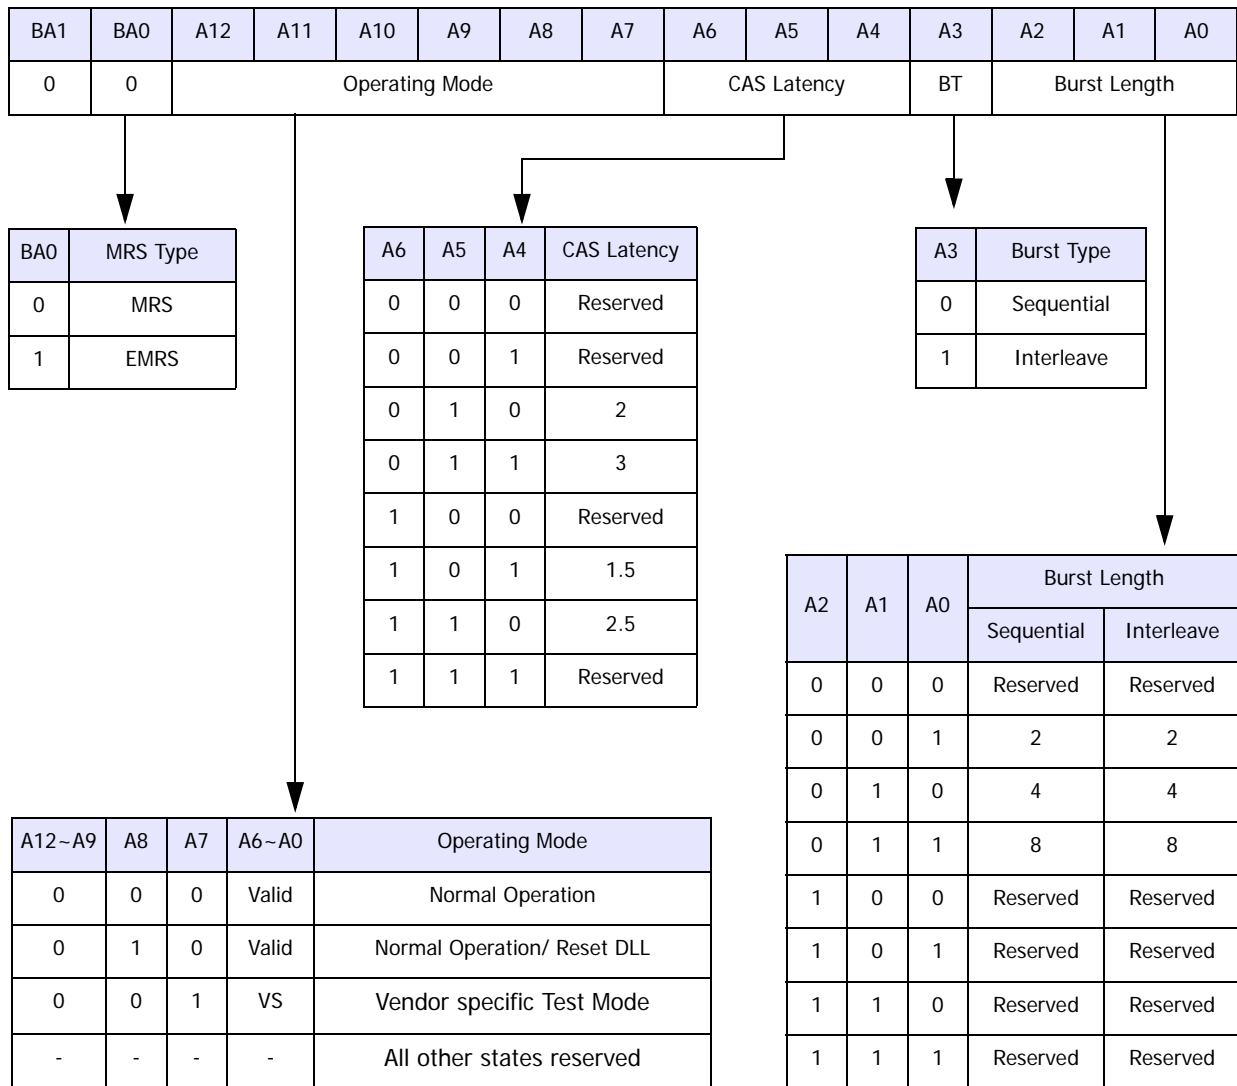 BA1 BA0 A12 A11 A10 A9 A8 A7 A6 A5 A4 A3 A2 A1 A0
0 0 Operating Mode CAS Latency BT Burst Length
BA0 MRS Type
0 MRS
1 EMRS
A6 A5 A4 CAS Latency
0 0 0 Reserved
0 0 1 Reserved
0 1 0 2
0 1 1 3
1 0 0 Reserved
1 0 1 1.5
1 1 0 2.5
1 1 1 Reserved
A3 Burst Type
0 Sequential
1 Interleave
A2 A1 A0 Burst Length
Sequential Interleave
0 0 0 Reserved Reserved
0 0 1 2 2
0 1 0 4 4
0 1 1 8 8
1 0 0 Reserved Reserved
1 0 1 Reserved Reserved
1 1 0 Reserved Reserved
1 1 1 Reserved Reserved
A12~A9 A8 A7 A6~A0 Operating Mode
0 0 0 Valid Normal Operation
0 1 0 Valid Normal Operation/ Reset DLL
0 0 1 VS Vendor specific Test Mode
- - - - All other states reserved